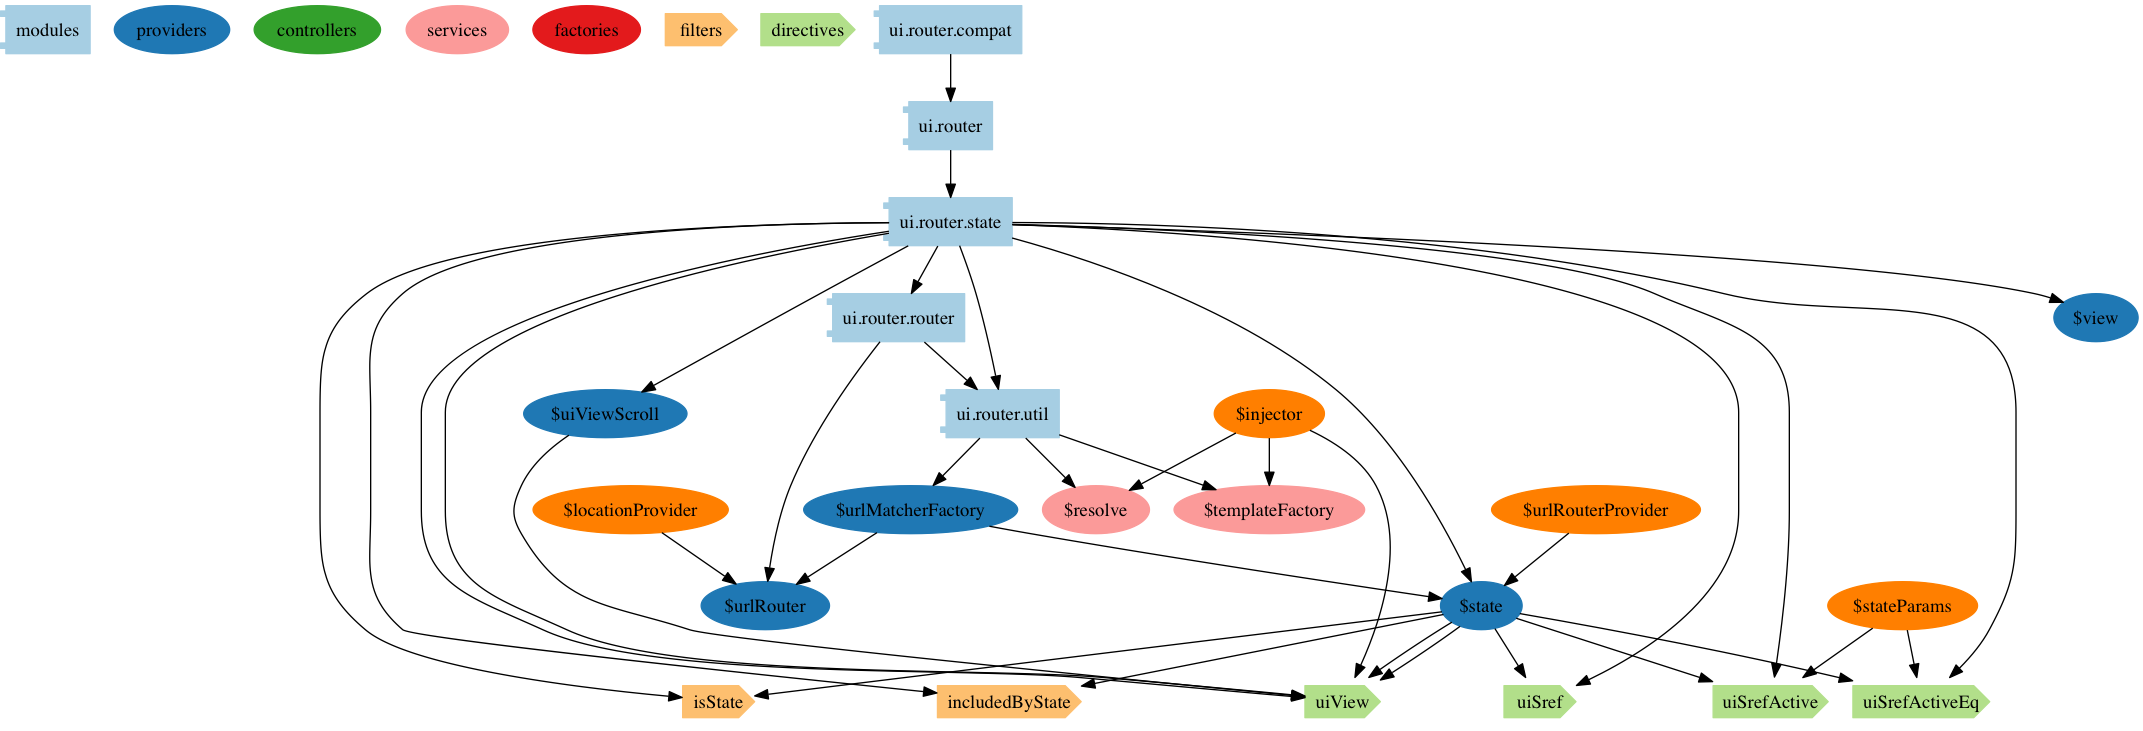 modules providers controllers services factories filters directives ui.router.compat
ui.router
ui.router.state
ui.router.router $view
$uiViewScroll ui.router.util $injector
$locationProvider $urlMatcherFactory $resolve $templateFactory $urlRouterProvider
$urlRouter $state $stateParams
isState includedByState uiView uiSref uiSrefActive uiSrefActiveEq